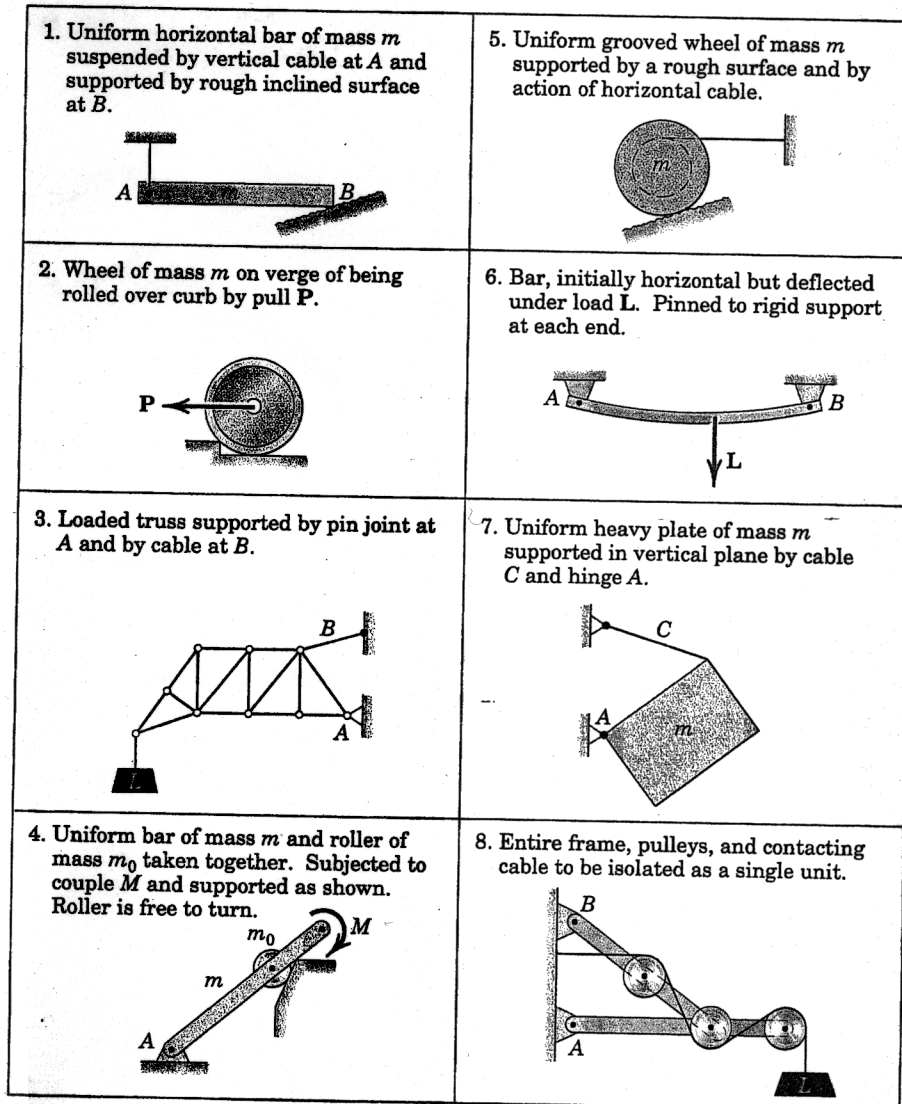 1. Uniform horizontal bar of mass m
suspended by vertical cable at A and
supported by rough inclined surface
at B.
m
A
B
2. Wheel of mass m on verge of being
rolled over curb by pull P.
P
3. Loaded truss supported by pin joint at
A and by cable at B.
B
A
L
4. Uniform bar of mass m and roller of
mass m₀ taken together. Subjected to
couple M and supported as shown.
Roller is free to turn.
M
m₀
m
A
5. Uniform grooved wheel of mass m
supported by a rough surface and by
action of horizontal cable.
m
6. Bar, initially horizontal but deflected
under load L. Pinned to rigid support
at each end.
A
B
L
7. Uniform heavy plate of mass m
supported in vertical plane by cable
C and hinge A.
C
A
m
8. Entire frame, pulleys, and contacting
cable to be isolated as a single unit.
B
A
L